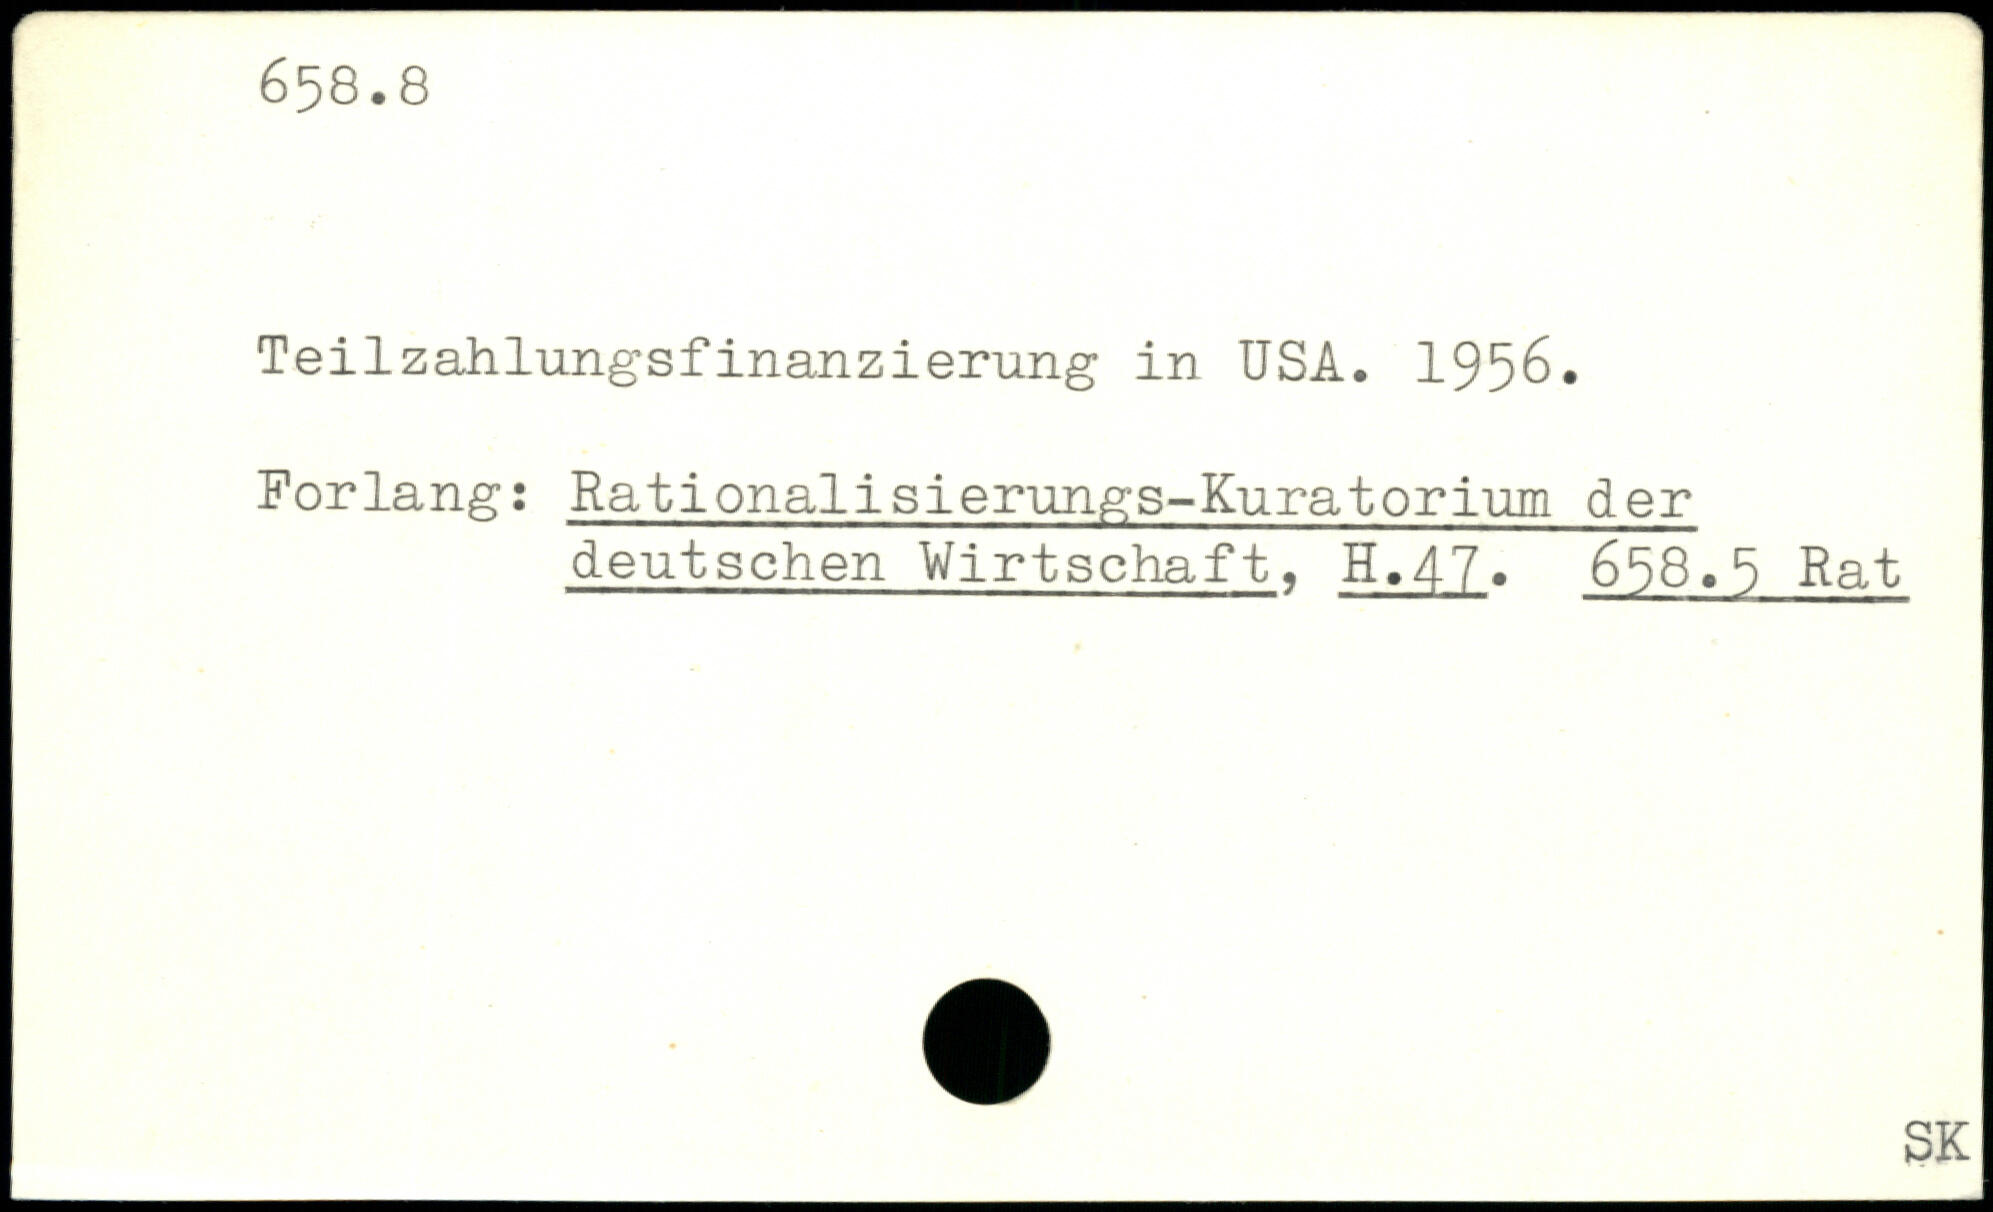 658.8
Teilzahlungsfinanzierung in USA. 1956.
Forlang: Rationalisierungs-Kuratorium der
deutschen Wirtschaft, H.47. 658.5 Rat
SK